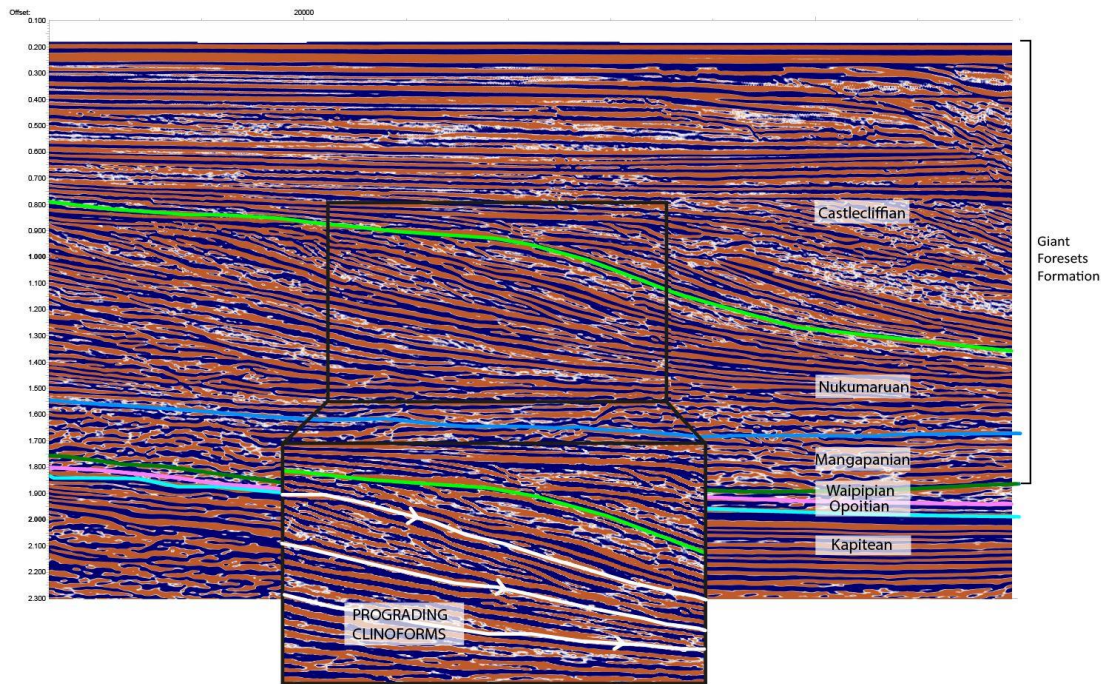 Offset:
20000
0.100
0.200
0.300
0.400
0.500
0.600
0.700
0.800
0.900
1.000
1.100
1.200
1.300
1.400
1.500
1.600
1.700
1.800
1.900
2.000
2.100
2.200
2.300
Castlecliffian
Nukumaruan
Mangapanian
Waipipian
Opoitian
Kapitean
Giant
Foresets
Formation
PROGRADING
CLINOFORMS